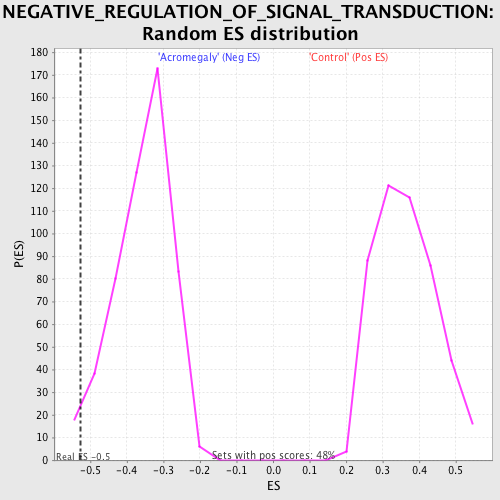 NEGATIVE_REGULATION_OF_SIGNAL_TRANSDUCTION:
Random ES distribution
'Acromegaly' (Neg ES) 'Control' (Pos ES)
180
170
160
150
140
130
120
110
100
90
80
70
60
50
40
30
20
10
0
P(ES)
Real ES -0.5
Sets with pos scores: 48%
-0.5 -0.4 -0.3 -0.2 -0.1 0.0 0.1 0.2 0.3 0.4 0.5
ES